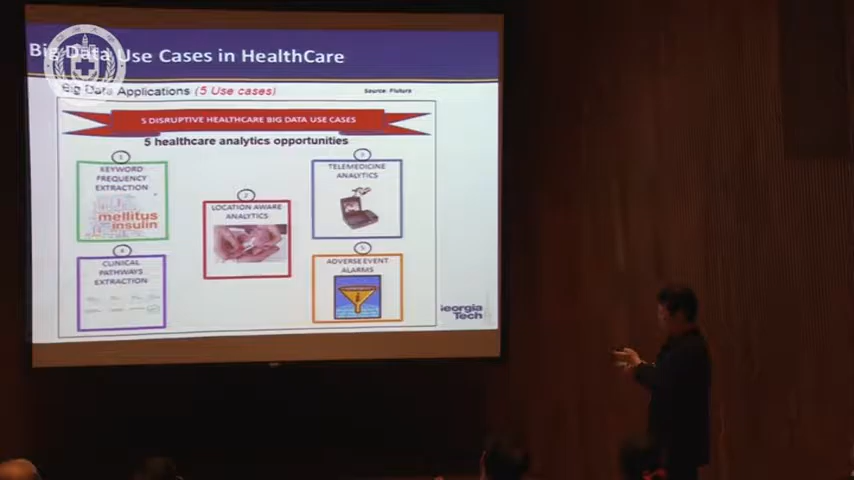 Big Data Use Cases in HealthCare
Big Data Applications (5 Use cases)
Source: Flutura
5 DISRUPTIVE HEALTHCARE BIG DATA USE CASES
5 healthcare analytics opportunities
1
KEYWORD
FREQUENCY
EXTRACTION
mellitus
insulin
2
LOCATION AWARE
ANALYTICS
3
TELEMEDICINE
ANALYTICS
4
CLINICAL
PATHWAYS
EXTRACTION
5
ADVERSE EVENT
ALARMS
Georgia
Tech